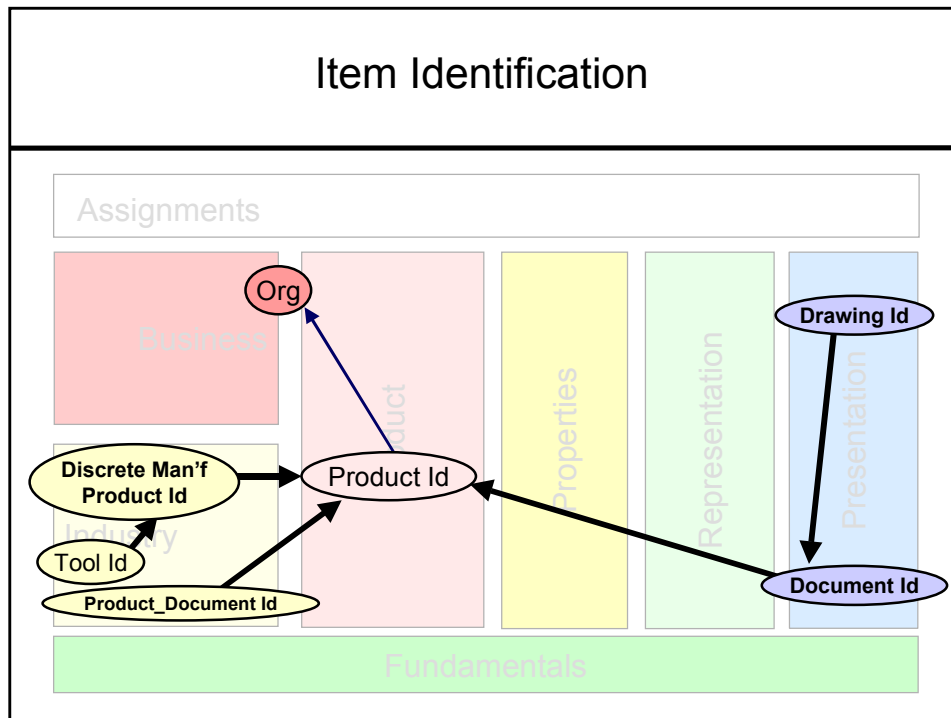 Item Identification
Assignments
Org
Business
Drawing Id
Discrete Man'f
Product Id
Product Id
Properties
Representation
Presentation
Industry
Tool Id
Product_Document Id
Document Id
Fundamentals